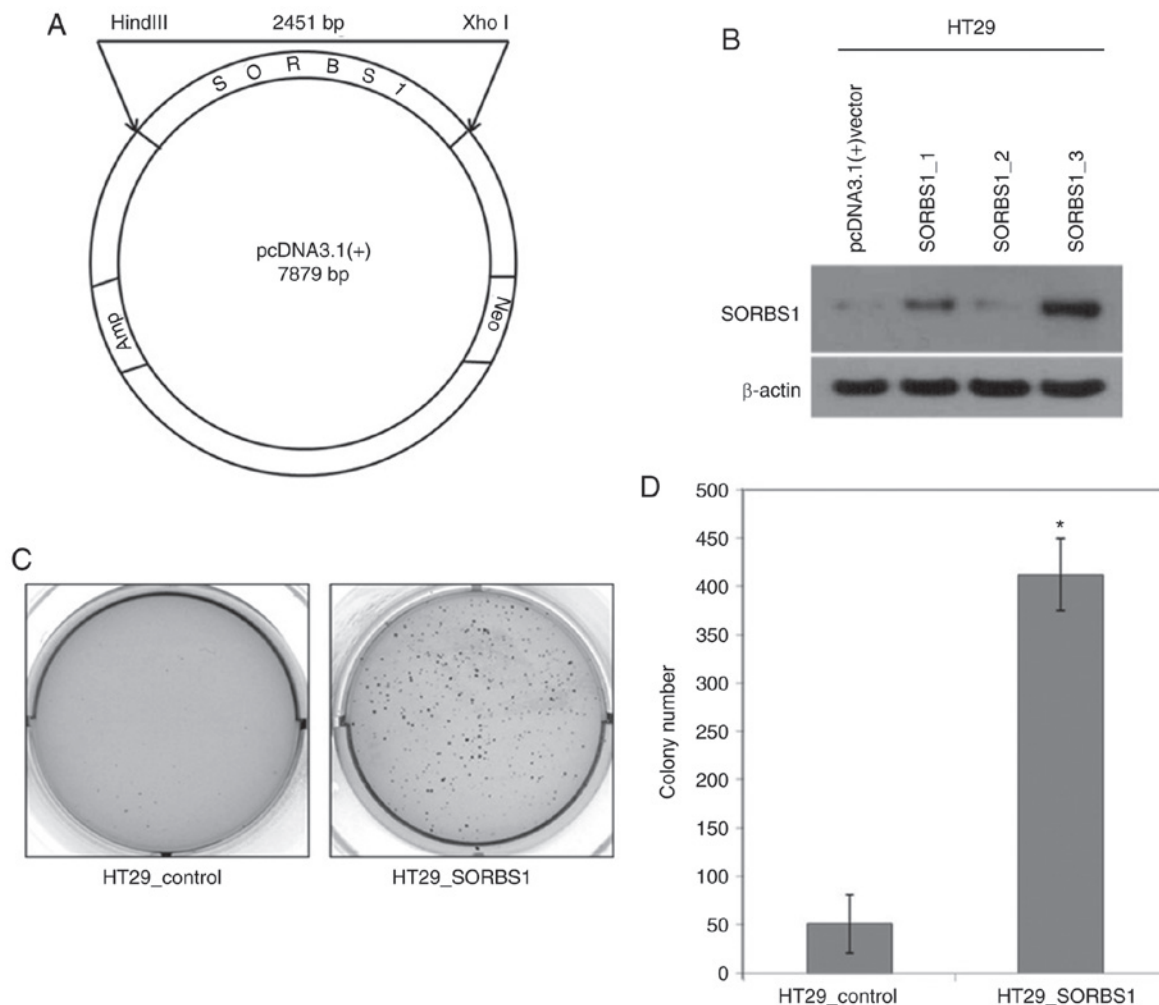 A
HindIII 2451 bp Xho I
SORBS1
pcDNA3.1(+)
7879 bp
Amp
Neo
B
HT29
pcDNA3.1(+)vector
SORBS1_1
SORBS1_2
SORBS1_3
SORBS1
β-actin
C
HT29_control HT29_SORBS1
D
Colony number
500
450
400
350
300
250
200
150
100
50
0
*
HT29_control HT29_SORBS1